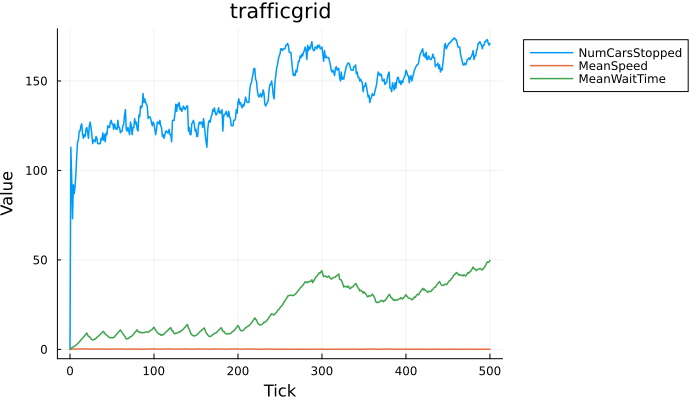 trafficgrid
NumCarsStopped
MeanSpeed
MeanWaitTime
Value
150
100
50
0
0 100 200 300 400 500
Tick